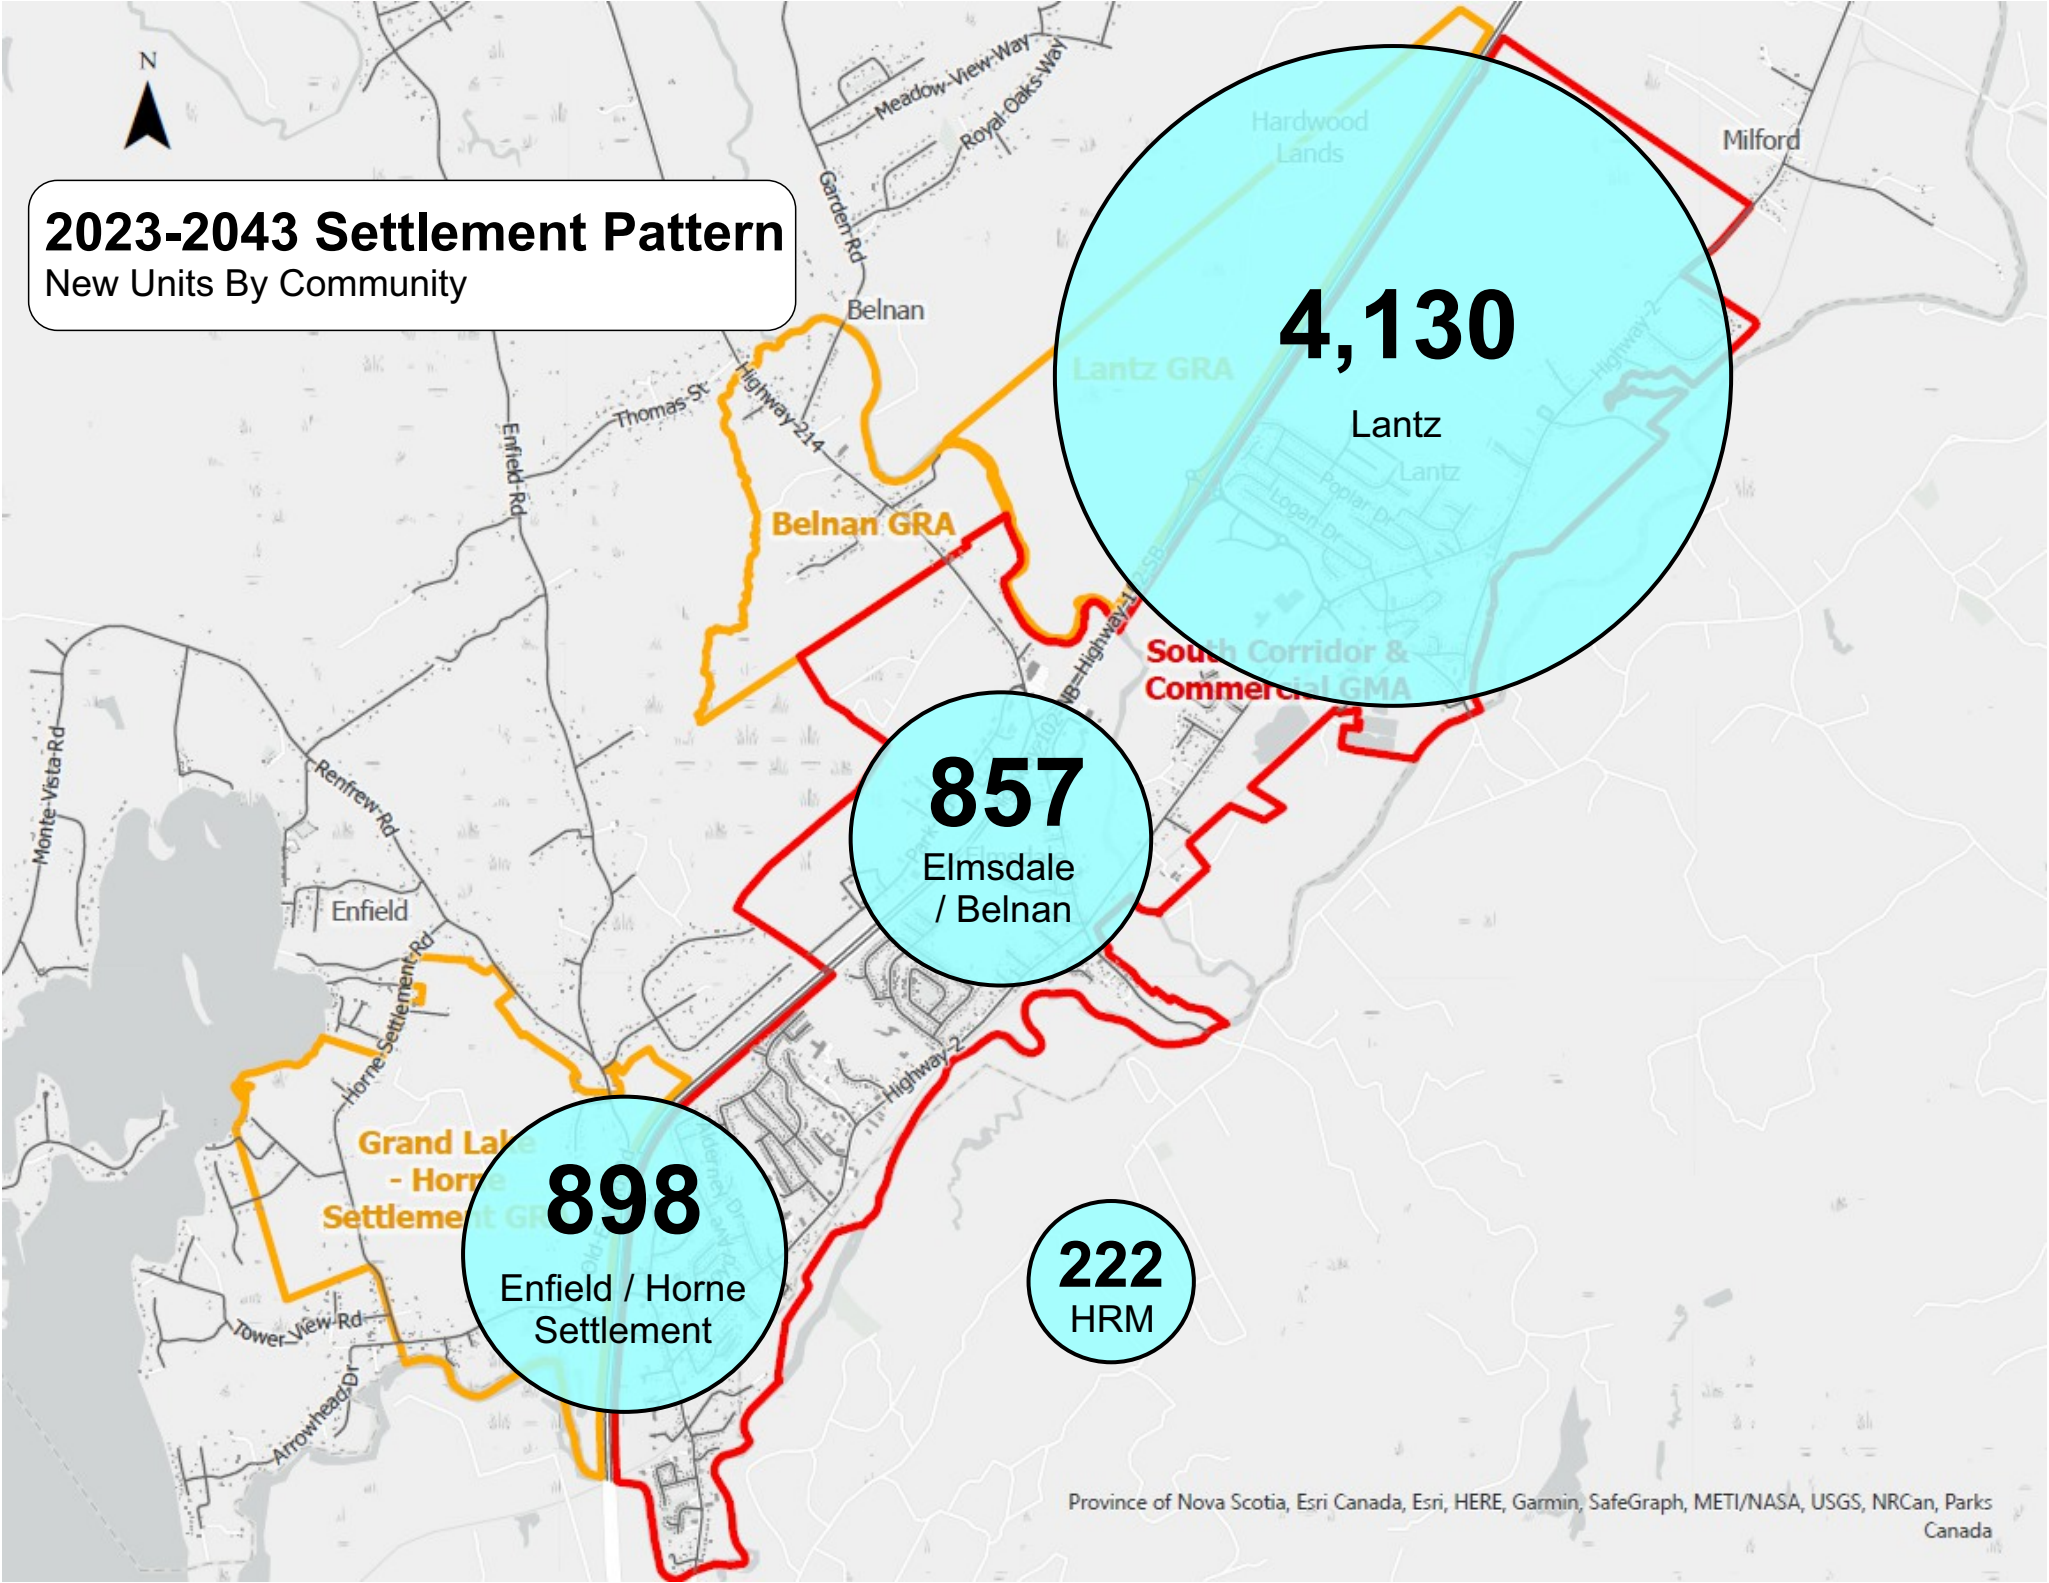 N
2023-2043 Settlement Pattern
New Units By Community
Meadow-View-Way
Royal-Oaks-Way
Garden Rd
Hardwood
Lands
Milford
Belnan
4,130
Lantz
Lantz GRA
Highway-2
Thomas-St
Highway-214
Enfield-Rd
Lantz
Poplar Dr
Logan-Dr
Belnan GRA
South Corridor &
Commercial GMA
Monte-Vista-Rd
Renfrew-Rd
857
Elmsdale
/ Belnan
Elmsdale
Enfield
Horne-Settlement-Rd
Highway-2
Grand Lake
- Horne
Settlement GR
898
Enfield / Horne
Settlement
222
HRM
Tower-View-Rd
Arrowhead-Dr
Province of Nova Scotia, Esri Canada, Esri, HERE, Garmin, SafeGraph, METI/NASA, USGS, NRCan, Parks
Canada